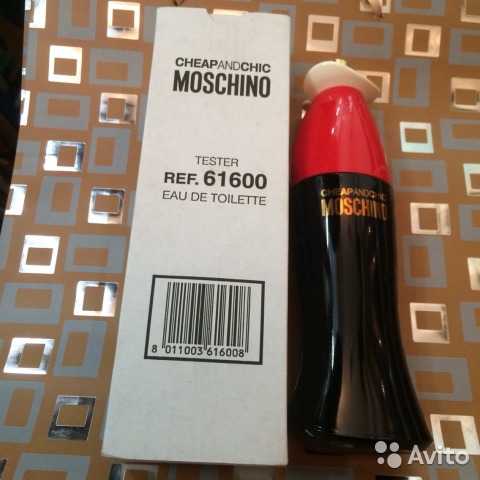 CHEAPANDCHIC
MOSCHINO
TESTER
REF. 61600
EAU DE TOILETTE
8 011003 616008
CHEAPANDCHIC
MOSCHINO
Avito